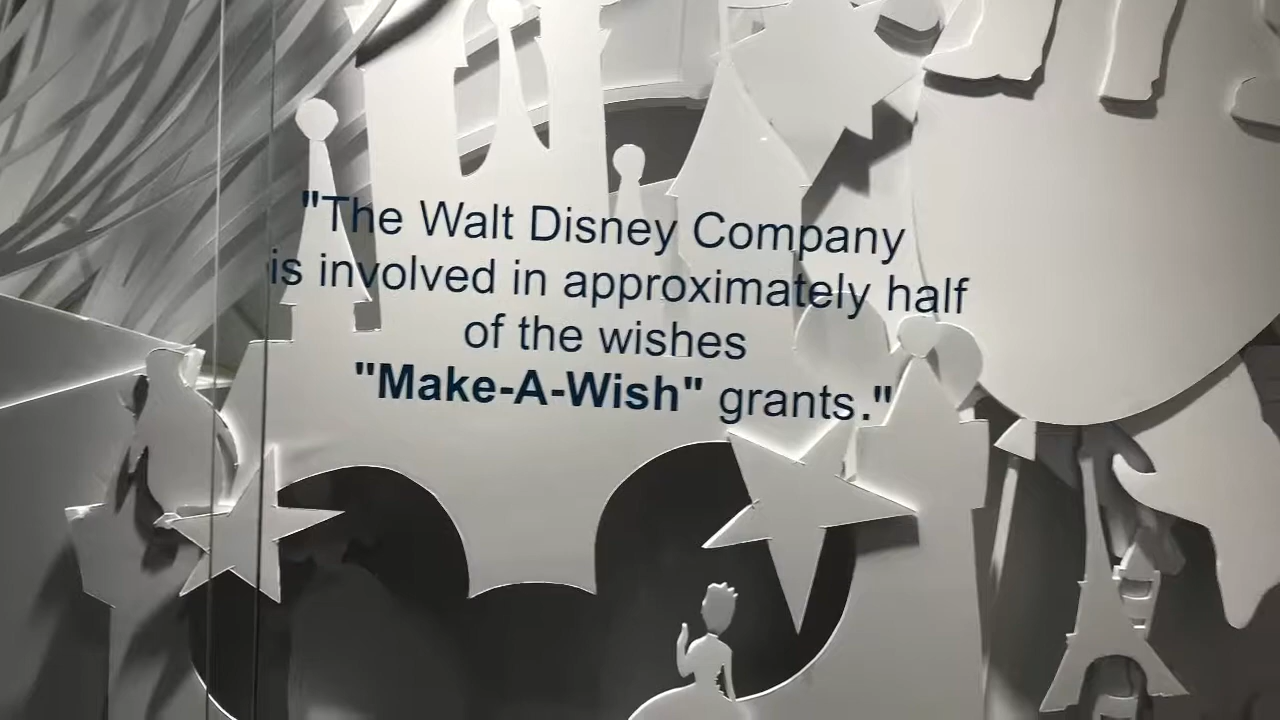 "The Walt Disney Company
is involved in approximately half
of the wishes
"Make-A-Wish" grants."